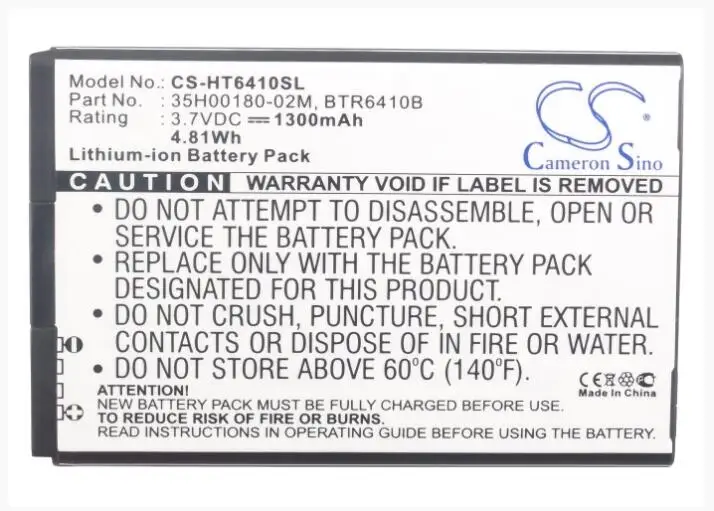 Model No.: CS-HT6410SL
Part No. : 35H00180-02M, BTR6410B
Rating : 3.7VDC ⎓ 1300mAh
4.81Wh
Lithium-ion Battery Pack
CS
Cameron Sino
CAUTION WARRANTY VOID IF LABEL IS REMOVED
• DO NOT ATTEMPT TO DISASSEMBLE, OPEN OR
SERVICE THE BATTERY PACK.
• REPLACE ONLY WITH THE BATTERY PACK
DESIGNATED FOR THIS PRODUCT.
• DO NOT CRUSH, PUNCTURE, SHORT EXTERNAL
CONTACTS OR DISPOSE OF IN FIRE OR WATER.
• DO NOT STORE ABOVE 60°C (140°F).
CE
Made In China
ATTENTION!
NEW BATTERY PACK MUST BE FULLY CHARGED BEFORE USE.
TO REDUCE RISK OF FIRE OR BURNS.
READ INSTRUCTIONS IN OPERATING GUIDE BEFORE USING THE BATTERY.